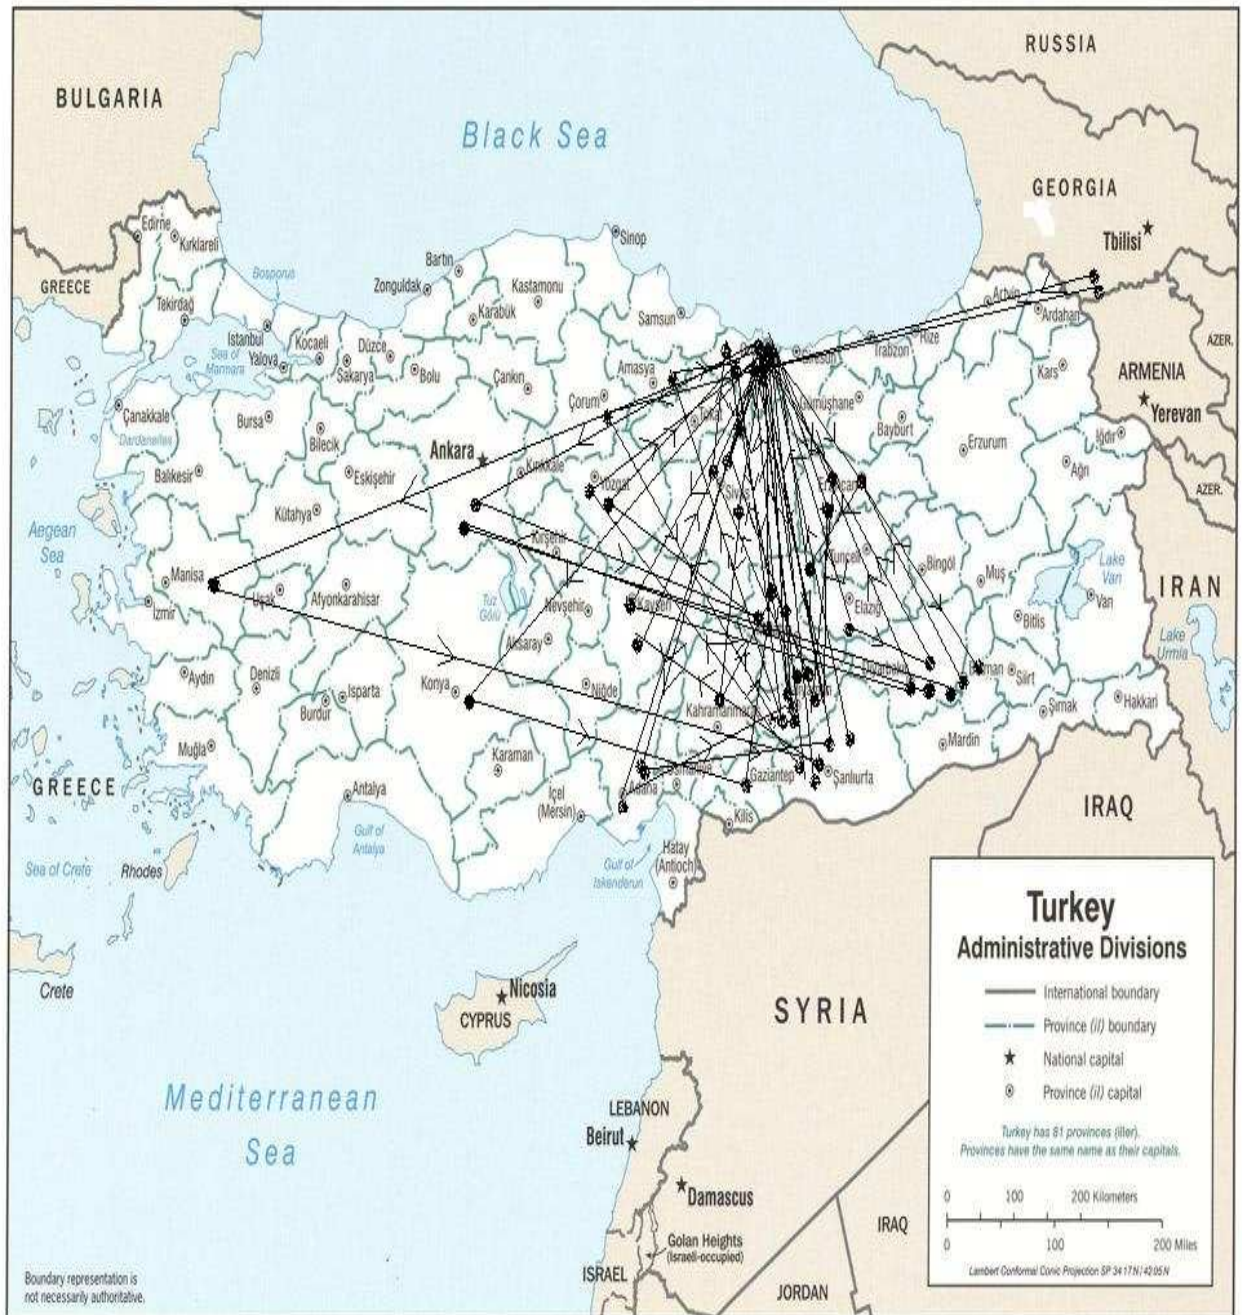 RUSSIA
BULGARIA
Black Sea
GEORGIA
Tbilisi
Edirne
Kırklareli
Sinop
Bartın
Bosporus
GREECE
Zonguldak
Kastamonu
Tekirdağ
Karabük
Samsun
Artvin
Ardahan
Istanbul
Kocaeli
Düzce
Rize
AZER.
Yalova
Sea of
Marmara
Sakarya
Bolu
Amasya
Trabzon
Çankırı
Kars
ARMENIA
Çorum
Gümüşhane
Yerevan
Çanakkale
Bursa
Bilecik
Bayburt
Dardanelles
Ankara
Erzurum
Iğdır
Balıkesir
Eskişehir
Kırıkkale
Ağrı
Yozgat
Sivas
AZER.
Kütahya
Aegean
Sea
Kırşehir
Tunceli
Bingöl
Lake
Van
Manisa
Muş
IRAN
Uşak
Afyonkarahisar
Tuz
Gölü
Nevşehir
Kayseri
Elazığ
Van
İzmir
Bitlis
Aksaray
Lake
Urmia
Aydın
Denizli
Isparta
Konya
Niğde
Siirt
Burdur
Kahramanmaraş
Şırnak
Hakkari
Muğla
Karaman
Mardin
GREECE
Antalya
Adana
Gaziantep
Şanlıurfa
İçel
(Mersin)
IRAQ
Gulf of
Antalya
Kilis
Sea of Crete
Rhodes
Gulf of
Iskenderun
Hatay
(Antioch)
Crete
Nicosia
CYPRUS
SYRIA
Mediterranean
Sea
LEBANON
Beirut
Damascus
IRAQ
Golan Heights
(Israeli-occupied)
ISRAEL
JORDAN
Turkey
Administrative Divisions
International boundary
Province (il) boundary
National capital
Province (il) capital
Turkey has 81 provinces (iller).
Provinces have the same name as their capitals.
0 100 200 Kilometers
0 100 200 Miles
Lambert Conformal Conic Projection SP 34 17 N / 42 05 N
Boundary representation is
not necessarily authoritative.